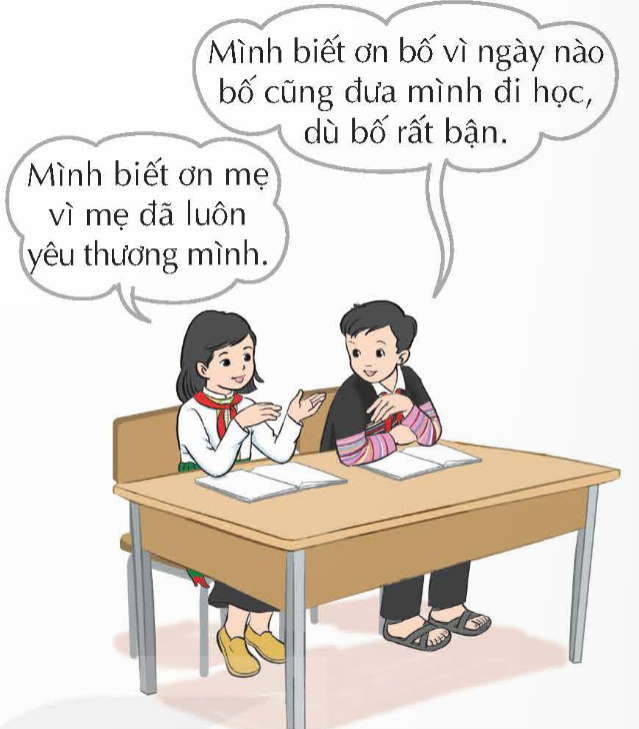 Mình biết ơn bố vì ngày nào
bố cũng đưa mình đi học,
dù bố rất bận.
Mình biết ơn mẹ
vì mẹ đã luôn
yêu thương mình.